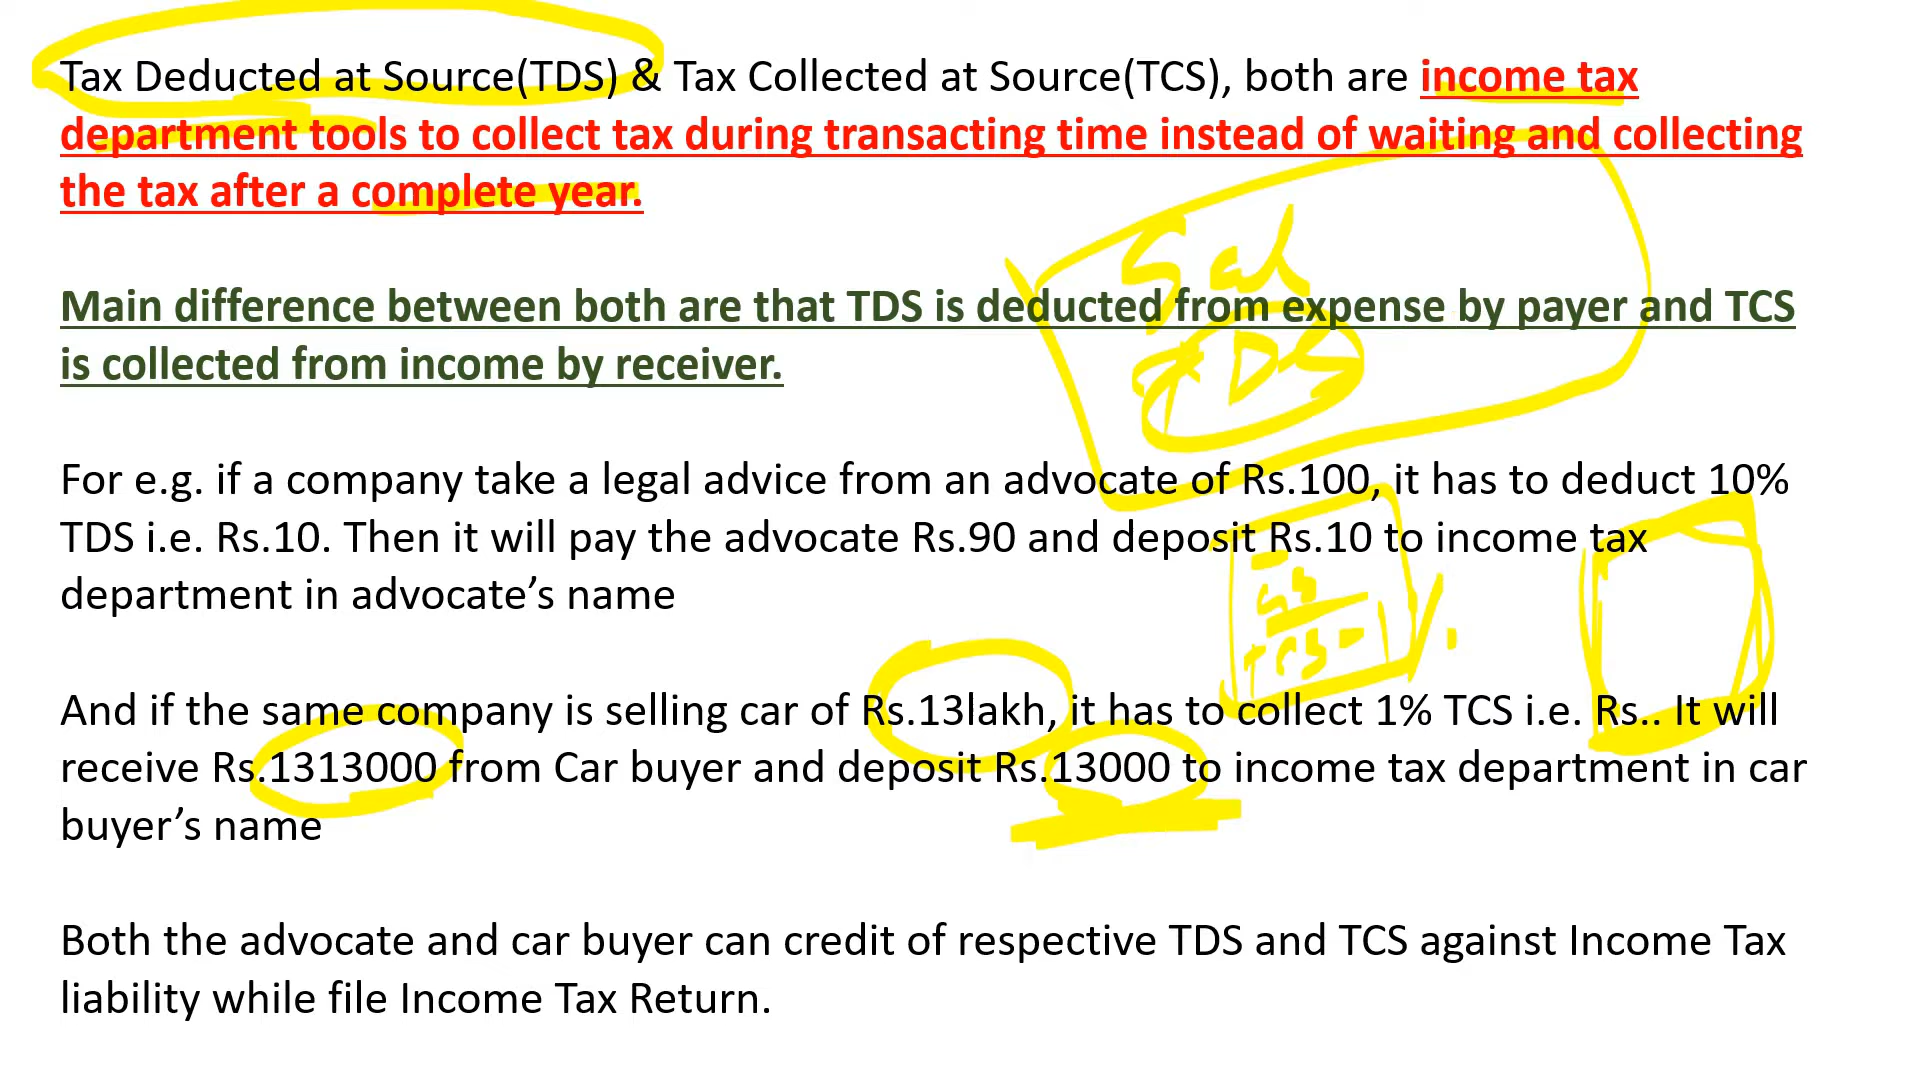 Tax Deducted at Source(TDS) & Tax Collected at Source(TCS), both are income tax
department tools to collect tax during transacting time instead of waiting and collecting
the tax after a complete year.
Sal
TDS
Main difference between both are that TDS is deducted from expense by payer and TCS
is collected from income by receiver.
For e.g. if a company take a legal advice from an advocate of Rs.100, it has to deduct 10%
TDS i.e. Rs.10. Then it will pay the advocate Rs.90 and deposit Rs.10 to income tax
department in advocate’s name
TCS - 1%.
And if the same company is selling car of Rs.13lakh, it has to collect 1% TCS i.e. Rs.. It will
receive Rs.1313000 from Car buyer and deposit Rs.13000 to income tax department in car
buyer’s name
Both the advocate and car buyer can credit of respective TDS and TCS against Income Tax
liability while file Income Tax Return.